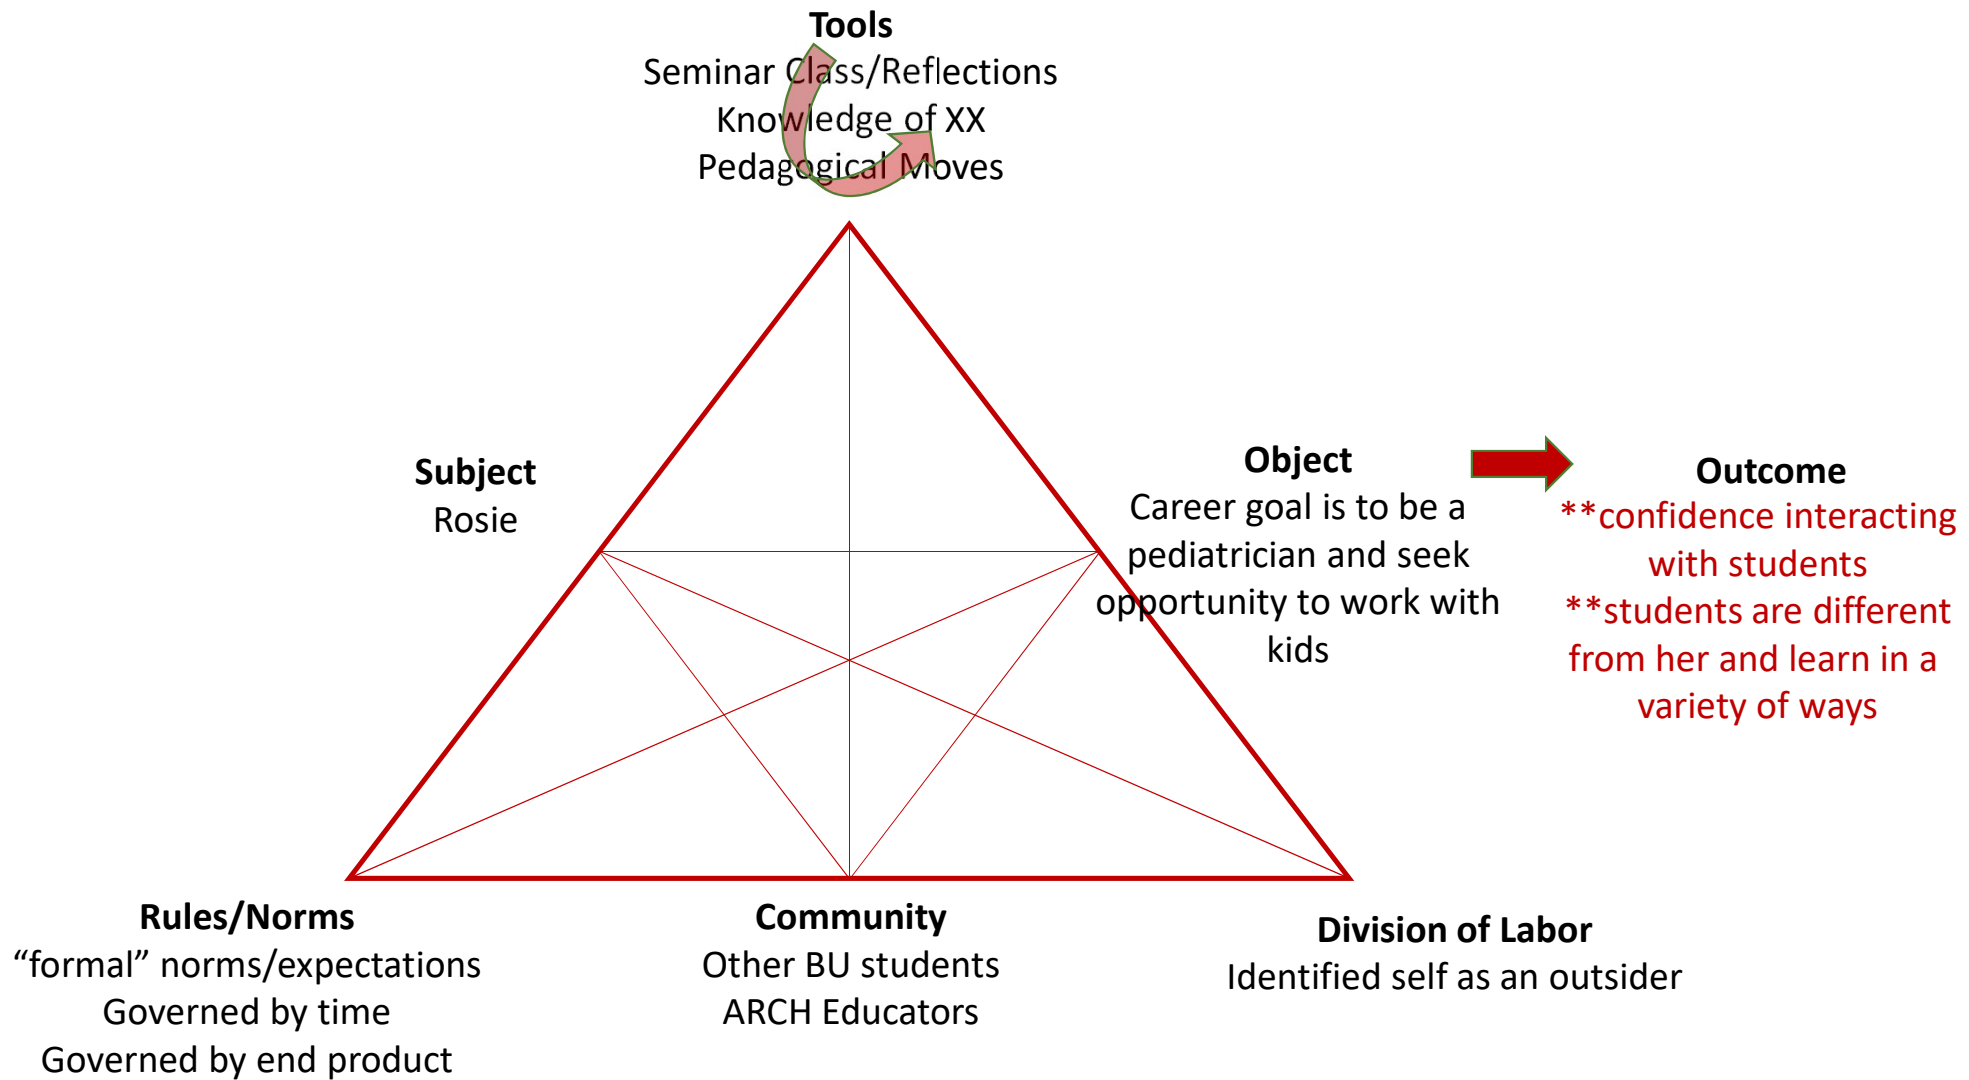 Tools
Seminar Class/Reflections
Knowledge of XX
Pedagogical Moves
Subject
Rosie
Object
Career goal is to be a
pediatrician and seek
opportunity to work with
kids
Outcome
**confidence interacting
with students
**students are different
from her and learn in a
variety of ways
Rules/Norms
“formal” norms/expectations
Governed by time
Governed by end product
Community
Other BU students
ARCH Educators
Division of Labor
Identified self as an outsider